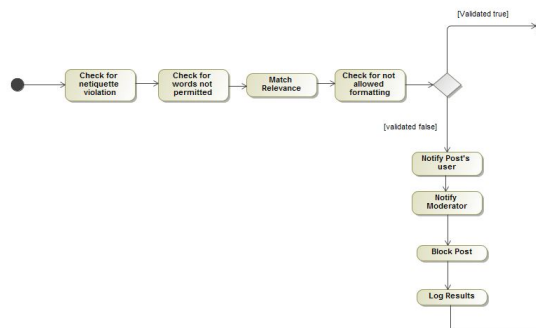 [Validated true]
Check for
netiquette
violation
Check for
words not
permitted
Match
Relevance
Check for not
allowed
formatting
[validated false]
Notify Post's
user
Notify
Moderator
Block Post
Log Results